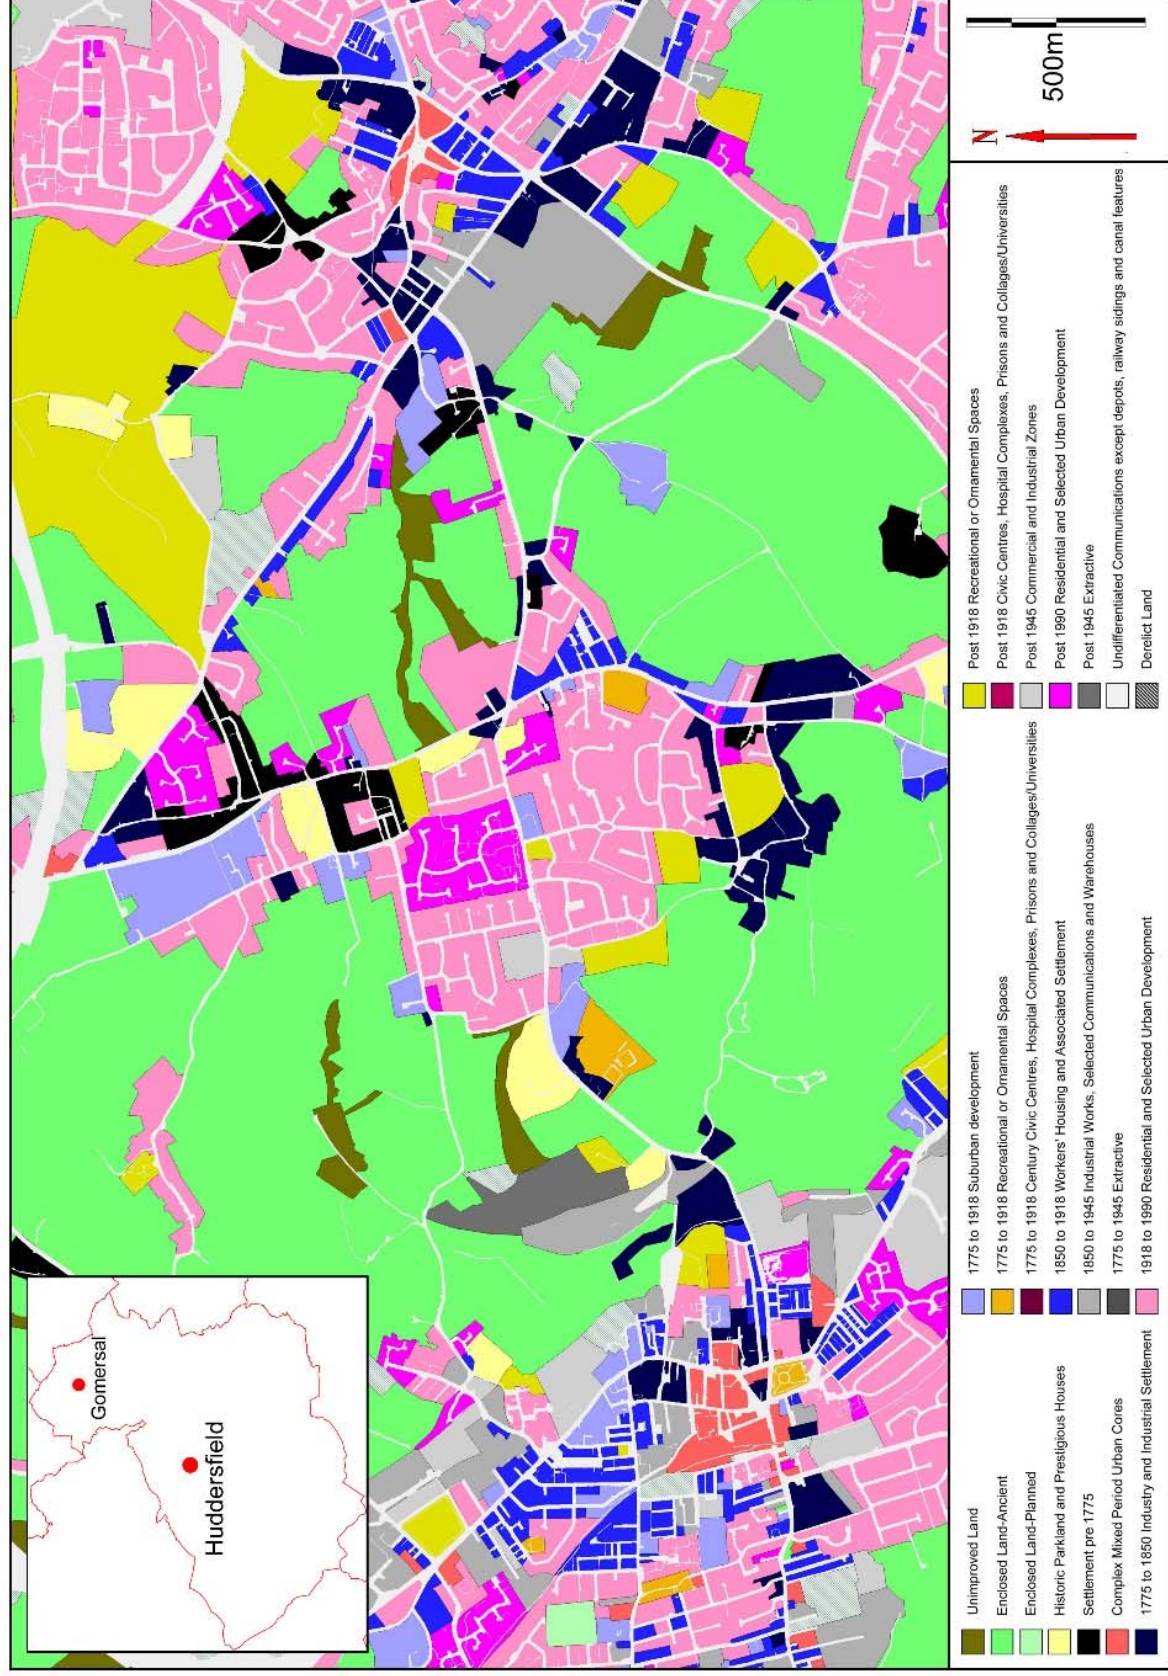 Gomersal
Huddersfield
Unimproved Land
Enclosed Land-Ancient
Enclosed Land-Planned
Historic Parkland and Prestigious Houses
Settlement pre 1775
Complex Mixed Period Urban Cores
1775 to 1850 Industry and Industrial Settlement
1775 to 1918 Suburban development
1775 to 1918 Recreational or Ornamental Spaces
1775 to 1918 Century Civic Centres, Hospital Complexes, Prisons and Collages/Universities
1850 to 1918 Workers' Housing and Associated Settlement
1850 to 1945 Industrial Works, Selected Communications and Warehouses
1775 to 1945 Extractive
1918 to 1990 Residential and Selected Urban Development
Post 1918 Recreational or Ornamental Spaces
Post 1918 Civic Centres, Hospital Complexes, Prisons and Collages/Universities
Post 1945 Commercial and Industrial Zones
Post 1990 Residential and Selected Urban Development
Post 1945 Extractive
Undifferentiated Communications except depots, railway sidings and canal features
Derelict Land
N
500m